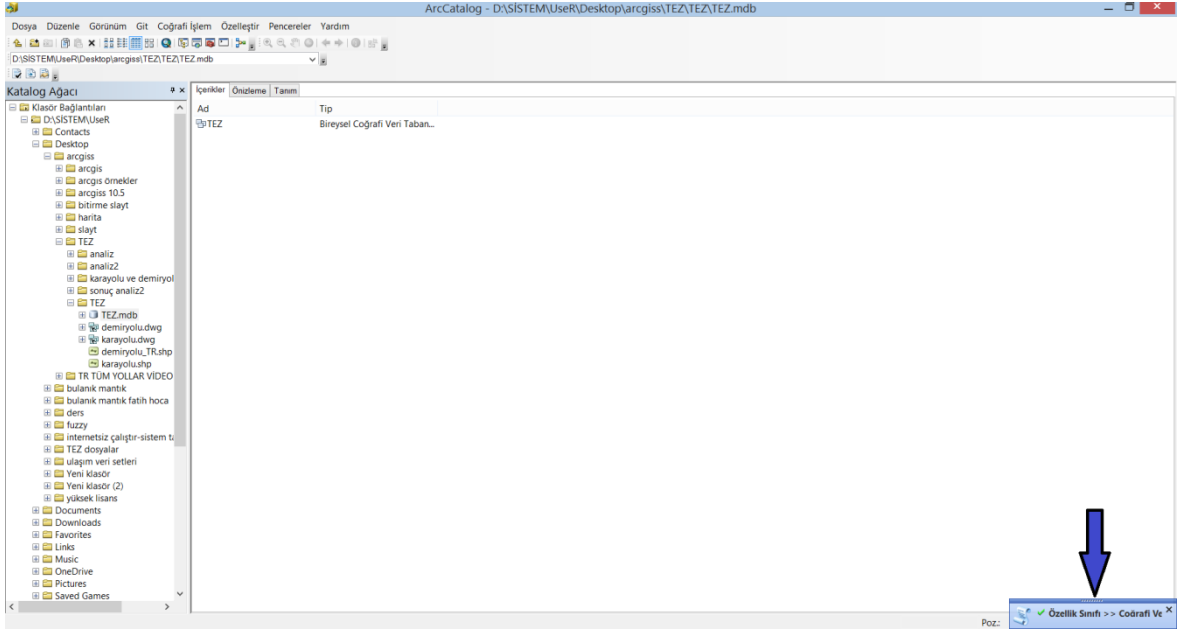 ArcCatalog - D:\SİSTEM\UseR\Desktop\arcgiss\TEZ\TEZ\TEZ.mdb
Dosya Düzenle Görünüm Git Coğrafi İşlem Özelleştir Pencereler Yardım
D:\SİSTEM\UseR\Desktop\arcgiss\TEZ\TEZ\TEZ.mdb
Katalog Ağacı
Klasör Bağlantıları
D:\SİSTEM\UseR
Contacts
Desktop
arcgiss
arcgis
arcgıs örnekler
arcgiss 10.5
bitirme slayt
harita
slayt
TEZ
analiz
analiz2
karayolu ve demiryol
sonuç analiz2
TEZ
TEZ.mdb
demiryolu.dwg
karayolu.dwg
demiryolu_TR.shp
karayolu.shp
TR TÜM YOLLAR VİDEO
bulanık mantık
bulanık mantık fatih hoca
ders
fuzzy
internetsiz çalıştır-sistem ta
TEZ dosyalar
ulaşım veri setleri
Yeni klasör
Yeni klasör (2)
yüksek lisans
Documents
Downloads
Favorites
Links
Music
OneDrive
Pictures
Saved Games
İçerikler Önizleme Tanım
Ad Tip
TEZ Bireysel Coğrafi Veri Taban...
Poz.:
Özellik Sınıfı >> Coğrafi Ve